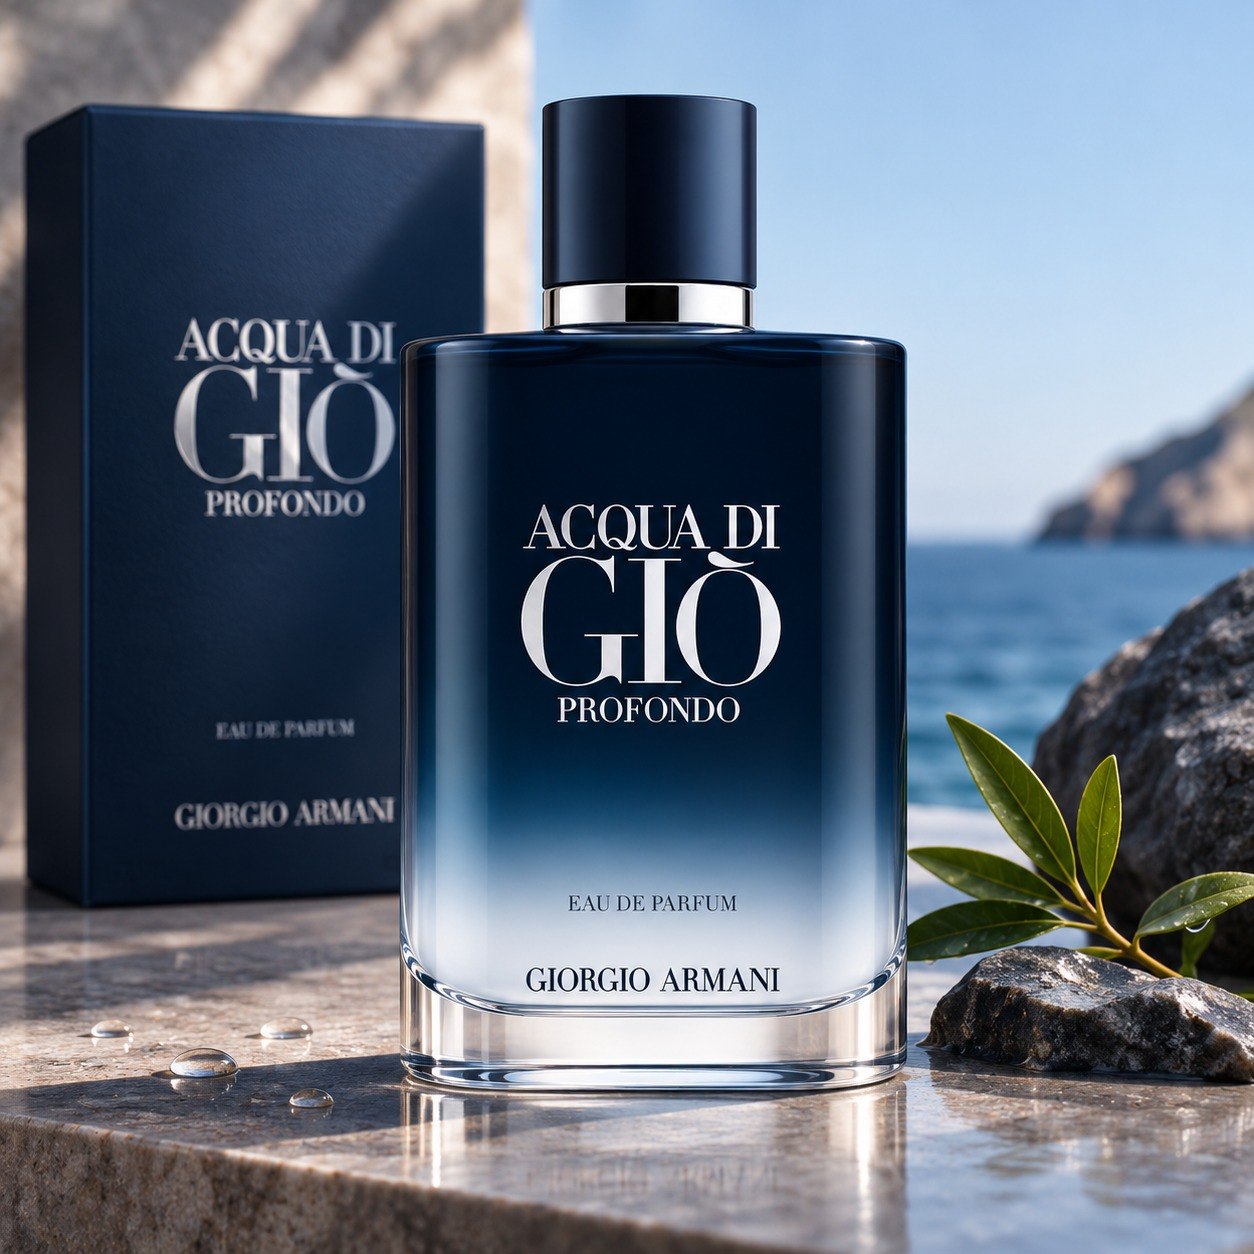 ACQUA DI
GIÒ
PROFONDO
EAU DE PARFUM
GIORGIO ARMANI
ACQUA DI
GIÒ
PROFONDO
EAU DE PARFUM
GIORGIO ARMANI